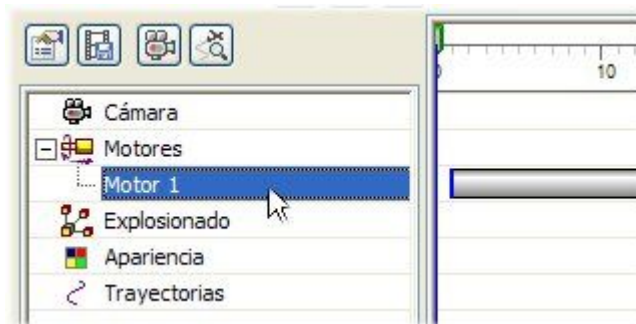 10
Cámara
Motores
Motor 1
Explosionado
Apariencia
Trayectorias